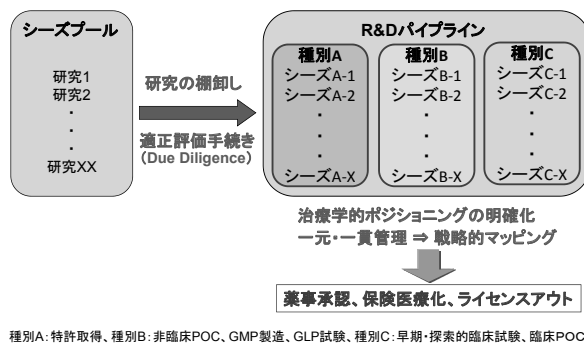 シーズプール
研究1
研究2
・
・
・
研究XX
研究の棚卸し
適正評価手続き
(Due Diligence)
R&Dパイプライン
種別A
シーズA-1
シーズA-2
・
・
・
シーズA-X
種別B
シーズB-1
シーズB-2
・
・
・
シーズB-X
種別C
シーズC-1
シーズC-2
・
・
・
シーズC-X
治療学的ポジショニングの明確化
一元・一貫管理 ⇒ 戦略的マッピング
薬事承認、保険医療化、ライセンスアウト
種別A:特許取得、種別B:非臨床POC、GMP製造、GLP試験、種別C:早期・探索的臨床試験、臨床POC